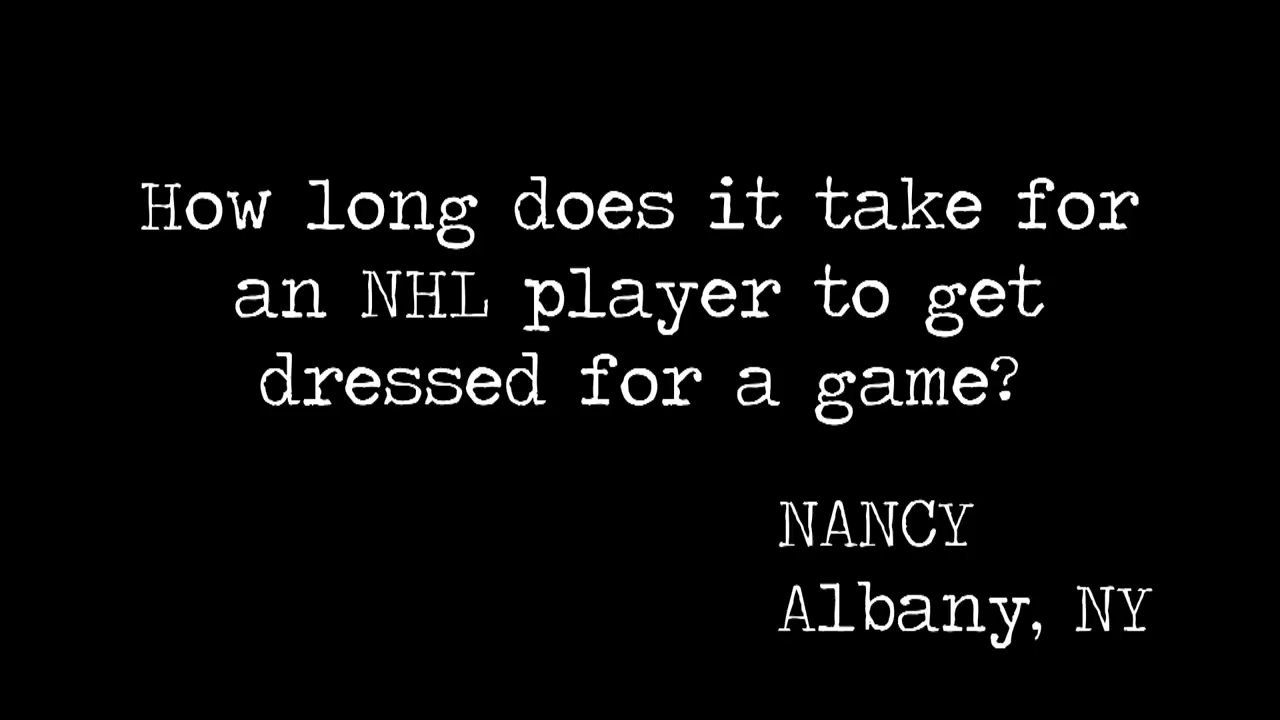 How long does it take for
an NHL player to get
dressed for a game?
NANCY
Albany, NY